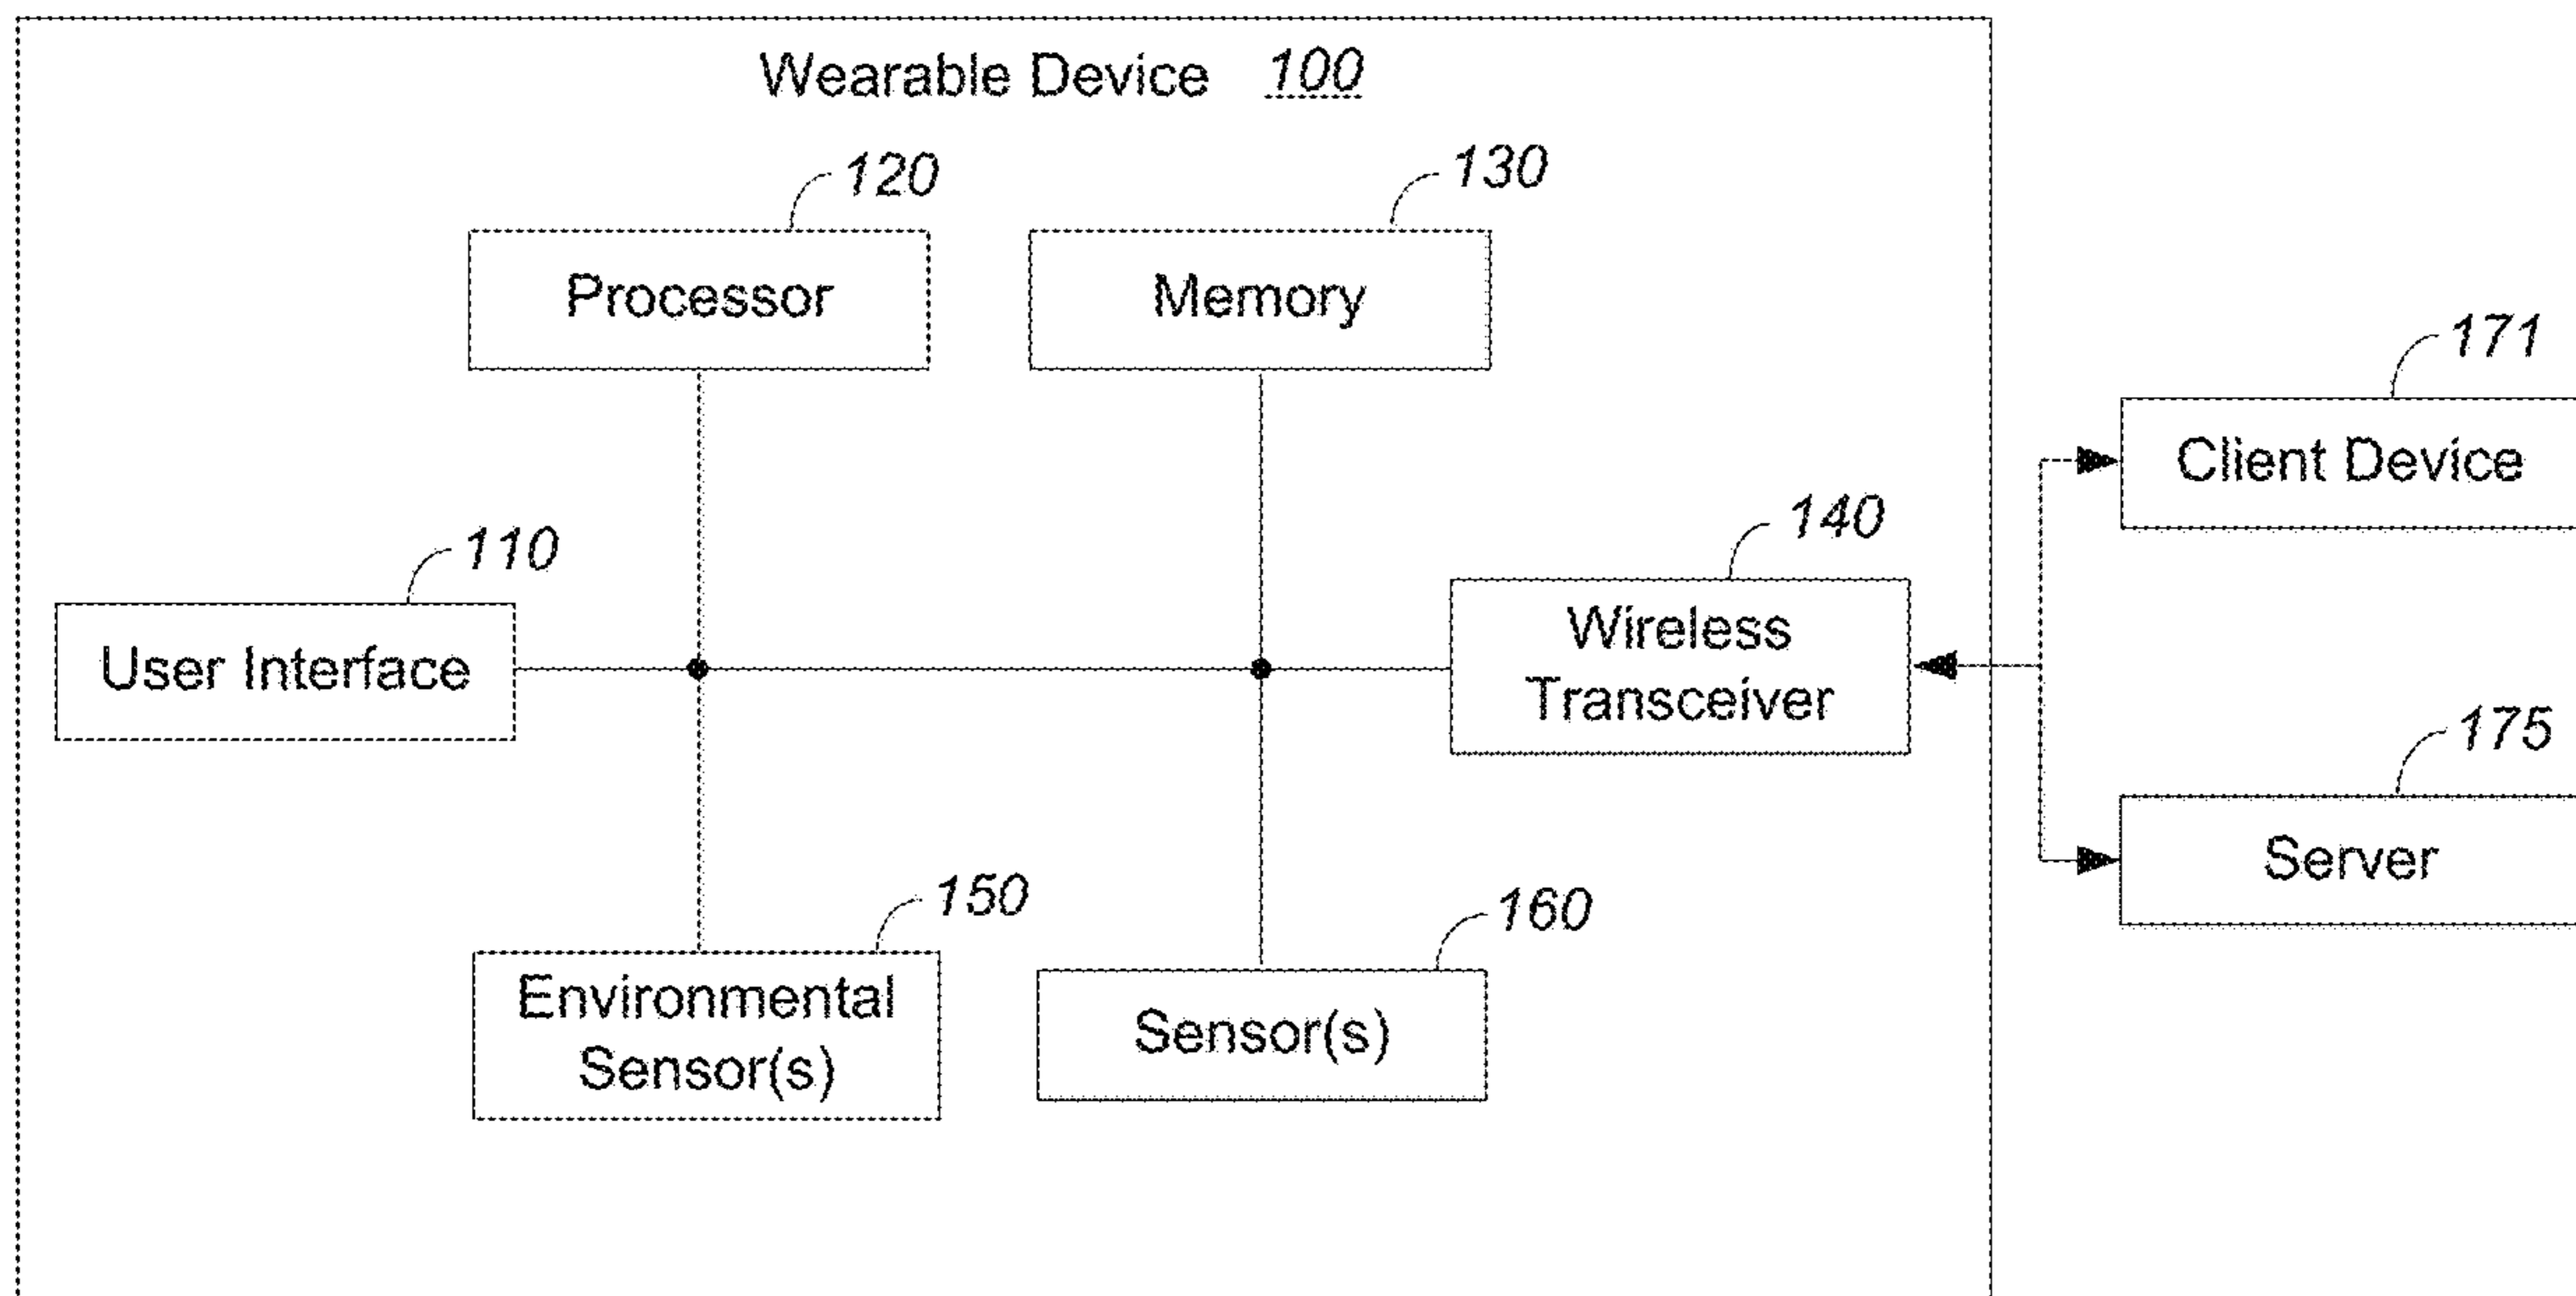 Wearable Device 100
120
130
Processor
Memory
171
Client Device
110
140
User Interface
Wireless
Transceiver
175
Server
150
160
Environmental
Sensor(s)
Sensor(s)